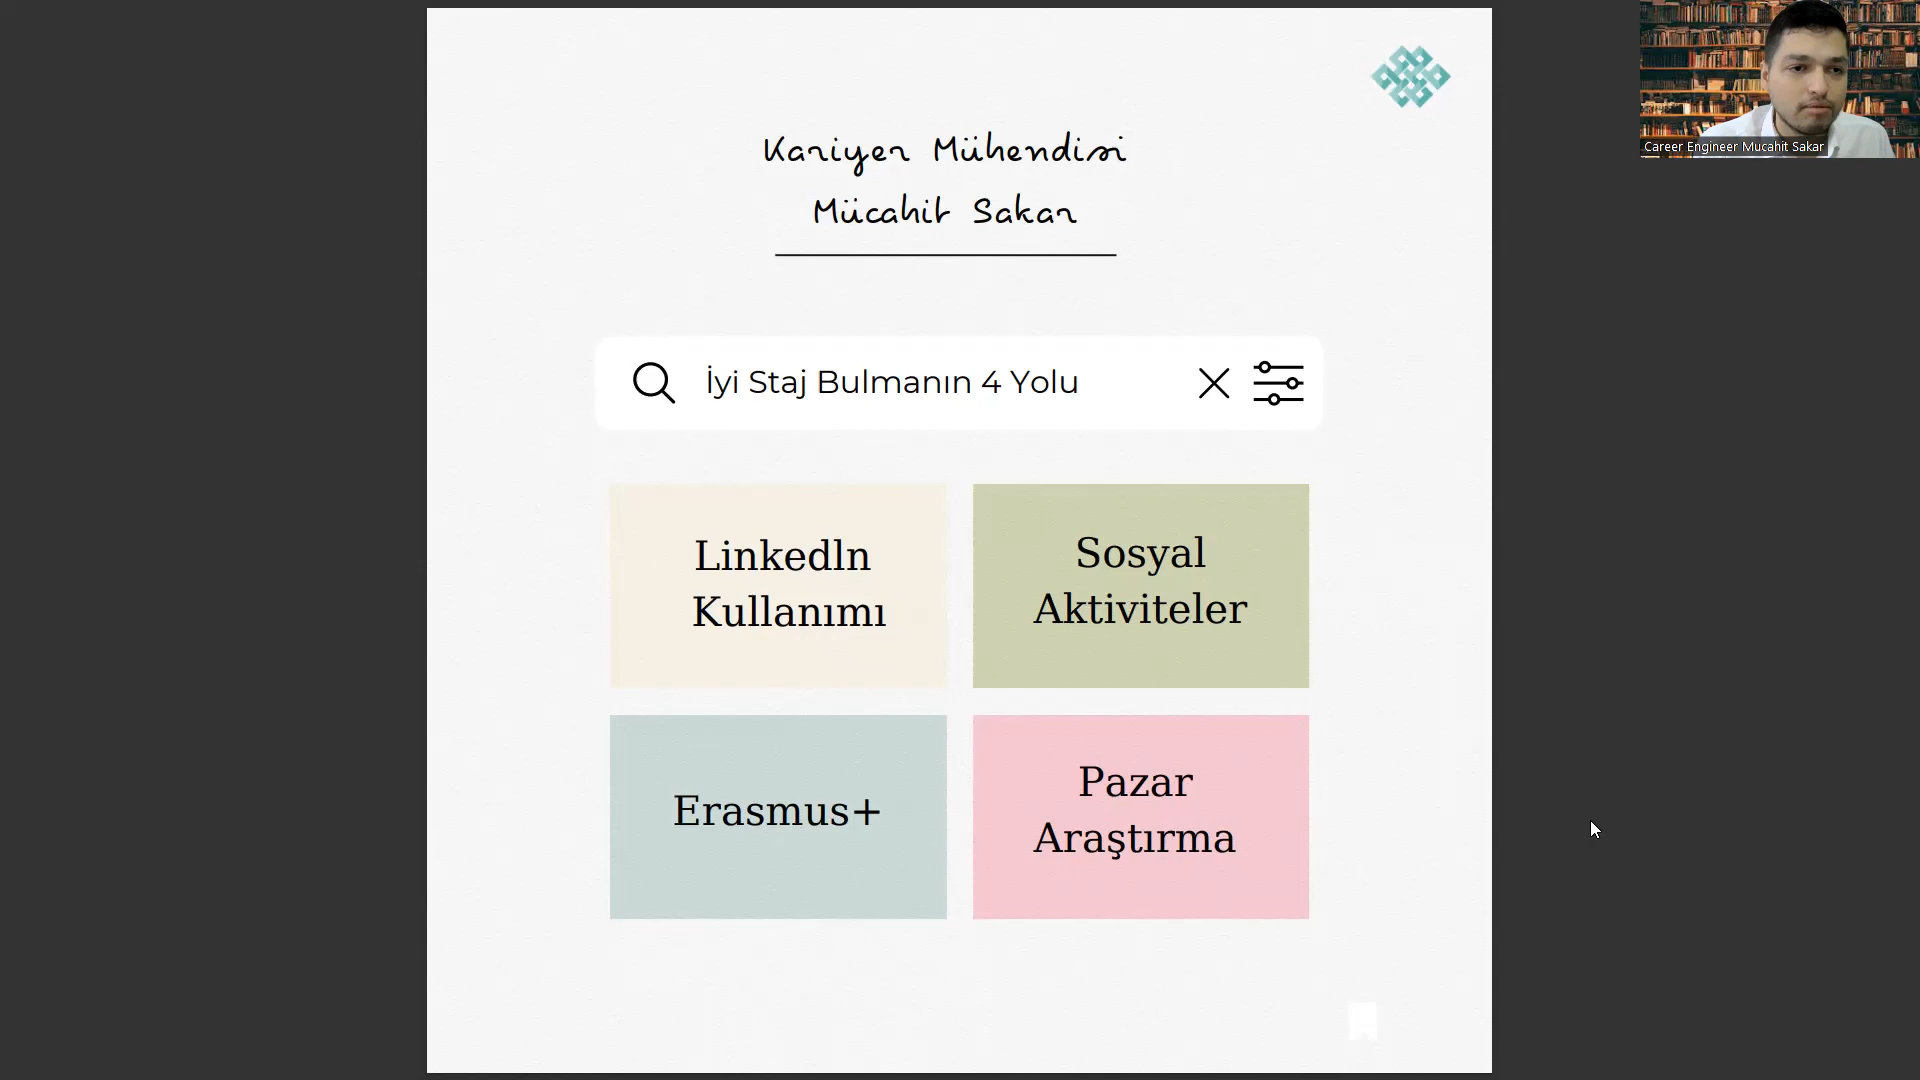 Kariyer Mühendisi
Mücahit Sakar
İyi Staj Bulmanın 4 Yolu
Linkedln
Kullanımı
Sosyal
Aktiviteler
Erasmus+
Pazar
Araştırma
Career Engineer Mucahit Sakar